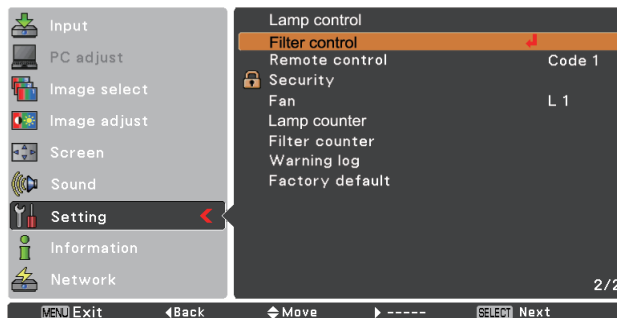 Input
PC adjust
Image select
Image adjust
Screen
Sound
Setting
Information
Network
Lamp control
Filter control
Remote control Code 1
Security
Fan L 1
Lamp counter
Filter counter
Warning log
Factory default
2/2
MENU Exit Back Move ----- SELECT Next